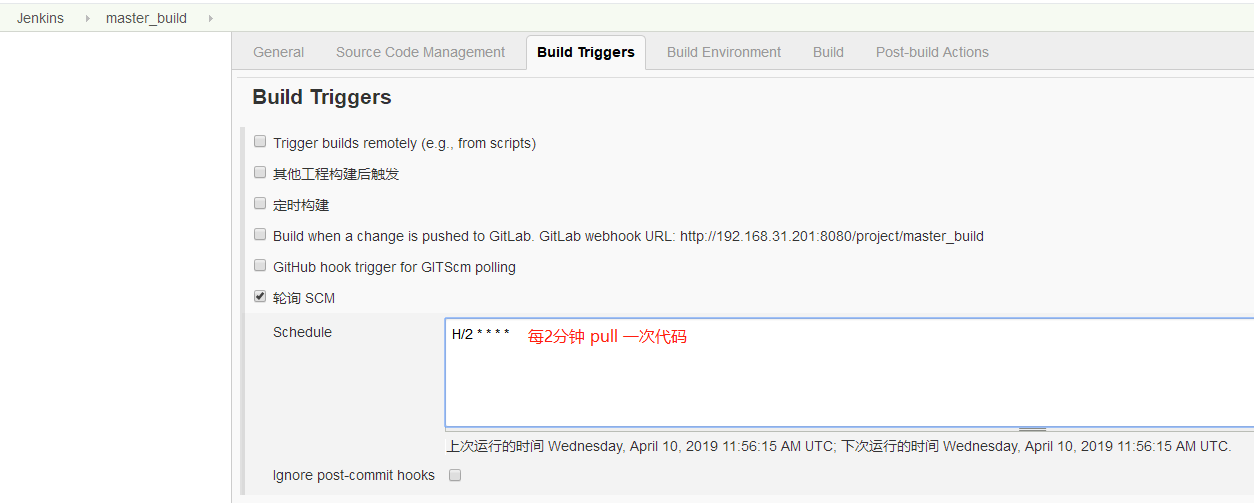 Jenkins master_build
General Source Code Management Build Triggers Build Environment Build Post-build Actions
Build Triggers
Trigger builds remotely (e.g., from scripts)
其他工程构建后触发
定时构建
Build when a change is pushed to GitLab. GitLab webhook URL: http://192.168.31.201:8080/project/master_build
GitHub hook trigger for GITScm polling
轮询 SCM
Schedule H/2 * * * * 每2分钟 pull 一次代码
上次运行的时间 Wednesday, April 10, 2019 11:56:15 AM UTC; 下次运行的时间 Wednesday, April 10, 2019 11:56:15 AM UTC.
Ignore post-commit hooks